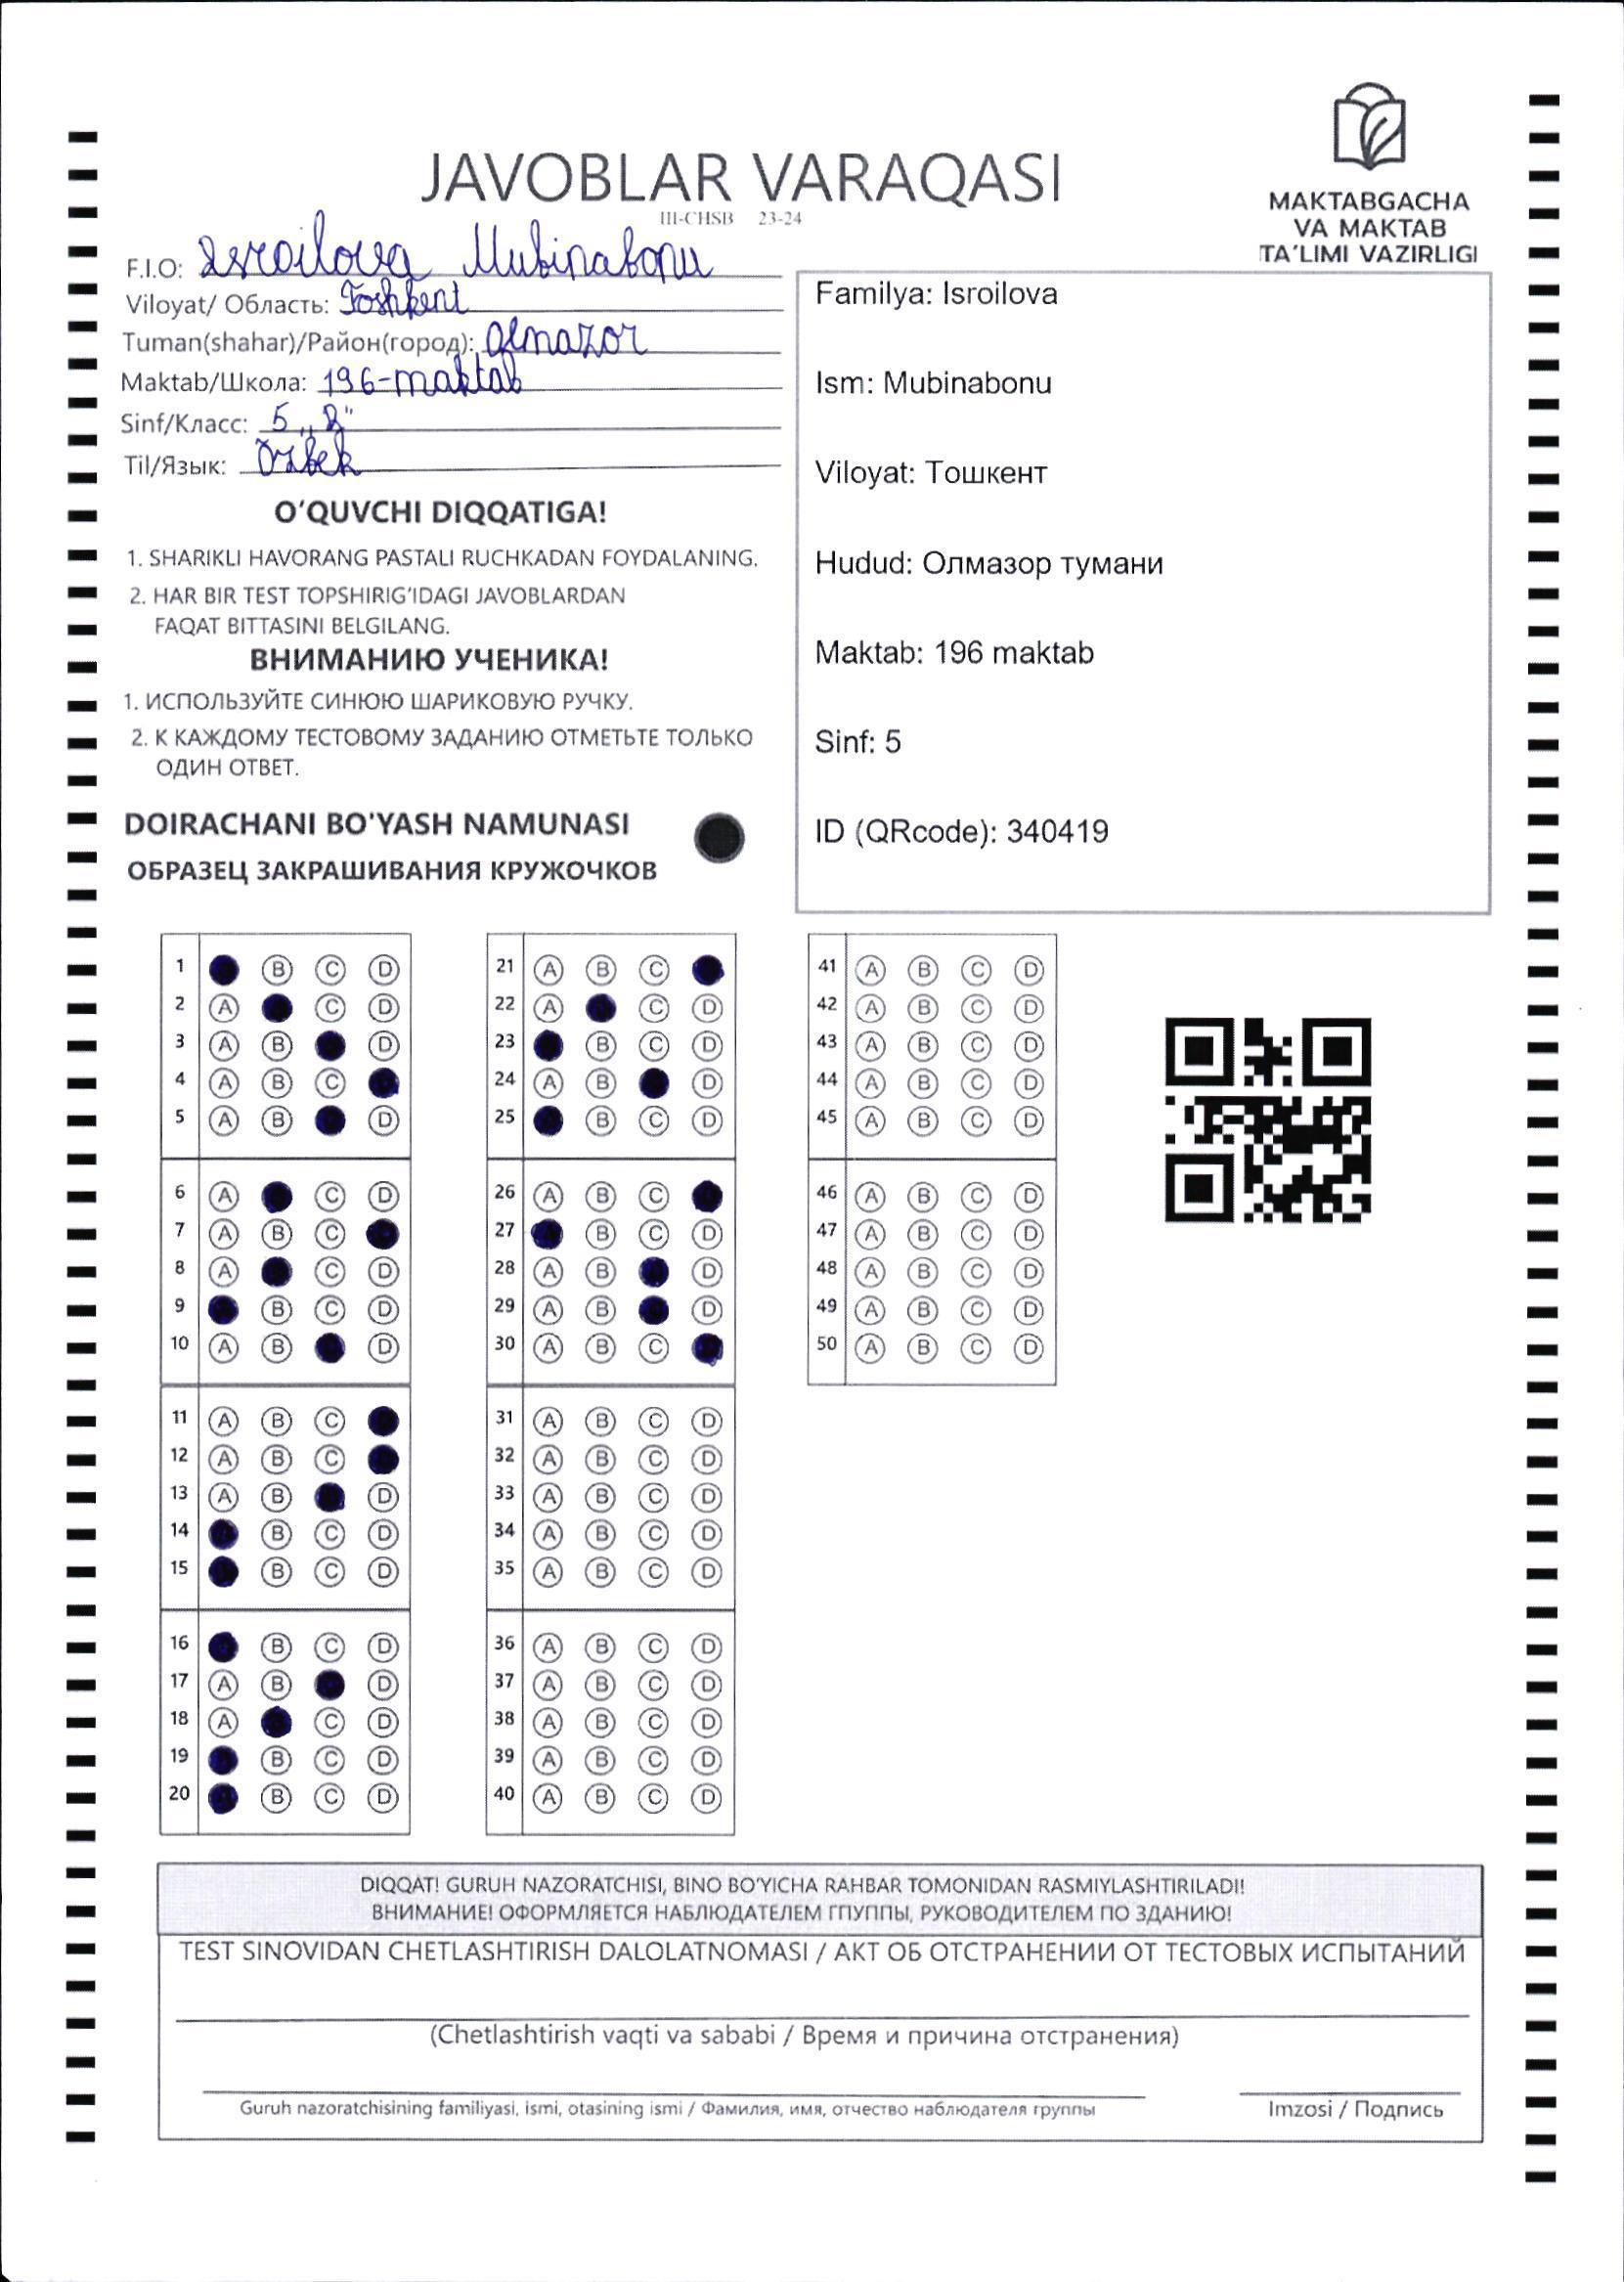 JAVOBLAR VARAQASI
III-CHSB 23-24
MAKTABGACHA
VA MAKTAB
TA'LIMI VAZIRLIGI
F.I.O: Isroilova Mubinabonu
Viloyat/ Область: Toshkent
Tuman(shahar)/Район(город): Olmazor
Maktab/Школа: 196-maktab
Sinf/Класс: 5
Til/Язык: Õzbek
O'QUVCHI DIQQATIGA!
1. SHARIKLI HAVORANG PASTALI RUCHKADAN FOYDALANING.
2. HAR BIR TEST TOPSHIRIG'IDAGI JAVOBLARDAN
FAQAT BITTASINI BELGILANG.
ВНИМАНИЮ УЧЕНИКА!
1. ИСПОЛЬЗУЙТЕ СИНЮЮ ШАРИКОВУЮ РУЧКУ.
2. К КАЖДОМУ ТЕСТОВОМУ ЗАДАНИЮ ОТМЕТЬТЕ ТОЛЬКО
ОДИН ОТВЕТ.
DOIRACHANI BO'YASH NAMUNASI
ОБРАЗЕЦ ЗАКРАШИВАНИЯ КРУЖОЧКОВ
Familya: Isroilova
Ism: Mubinabonu
Viloyat: Тошкент
Hudud: Олмазор тумани
Maktab: 196 maktab
Sinf: 5
ID (QRcode): 340419
1 B C D
2 A C D
3 A B D
4 A B C
5 A B D
6 A C D
7 A B C
8 A C D
9 B C D
10 A B D
11 A B C
12 A B C
13 A B D
14 B C D
15 B C D
16 B C D
17 A B D
18 A C D
19 B C D
20 B C D
21 A B C
22 A C D
23 B C D
24 A B D
25 B C D
26 A B C
27 B C D
28 A B D
29 A B D
30 A B C
31 A B C D
32 A B C D
33 A B C D
34 A B C D
35 A B C D
36 A B C D
37 A B C D
38 A B C D
39 A B C D
40 A B C D
41 A B C D
42 A B C D
43 A B C D
44 A B C D
45 A B C D
46 A B C D
47 A B C D
48 A B C D
49 A B C D
50 A B C D
DIQQAT! GURUH NAZORATCHISI, BINO BO'YICHA RAHBAR TOMONIDAN RASMIYLASHTIRILADI!
ВНИМАНИЕ! ОФОРМЛЯЕТСЯ НАБЛЮДАТЕЛЕМ ГПУППЫ, РУКОВОДИТЕЛЕМ ПО ЗДАНИЮ!
TEST SINOVIDAN CHETLASHTIRISH DALOLATNOMASI / АКТ ОБ ОТСТРАНЕНИИ ОТ ТЕСТОВЫХ ИСПЫТАНИЙ
(Chetlashtirish vaqti va sababi / Время и причина отстранения)
Guruh nazoratchisining familiyasi, ismi, otasining ismi / Фамилия, имя, отчество наблюдателя группы
Imzosi / Подпись